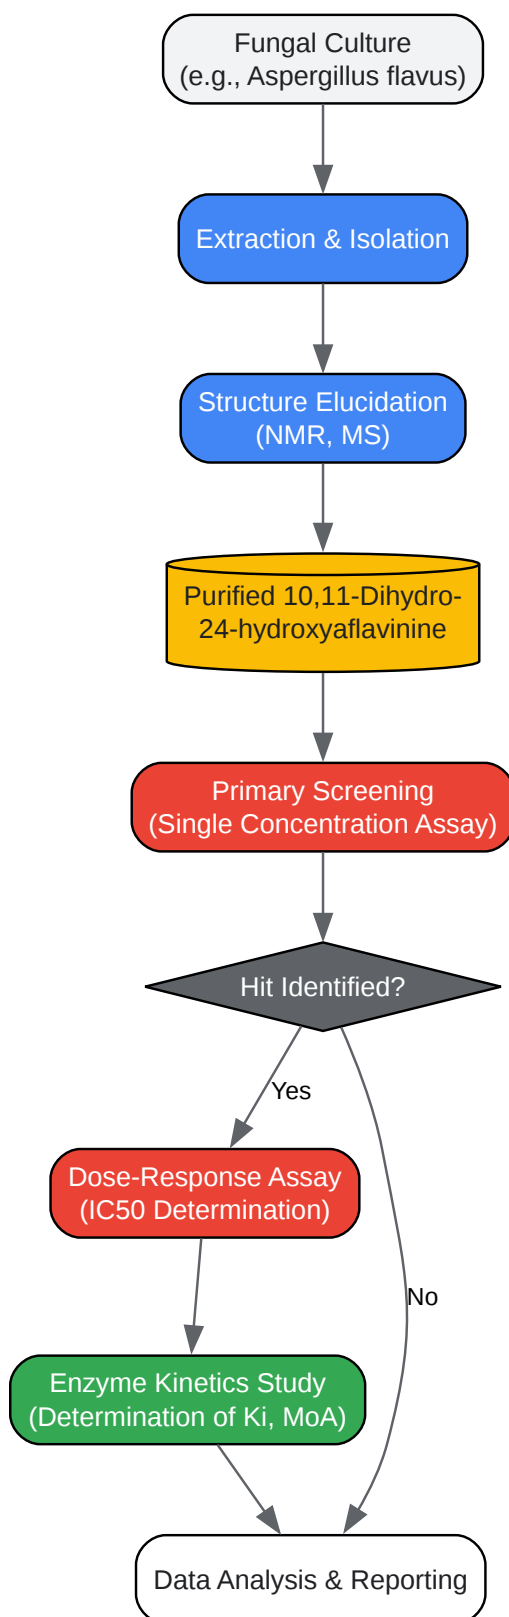 Fungal Culture
(e.g., Aspergillus flavus)
Extraction & Isolation
Structure Elucidation
(NMR, MS)
Purified 10,11-Dihydro-
24-hydroxyaflavinine
Primary Screening
(Single Concentration Assay)
Hit Identified?
Yes
Dose-Response Assay
(IC50 Determination)
No
Enzyme Kinetics Study
(Determination of Ki, MoA)
Data Analysis & Reporting